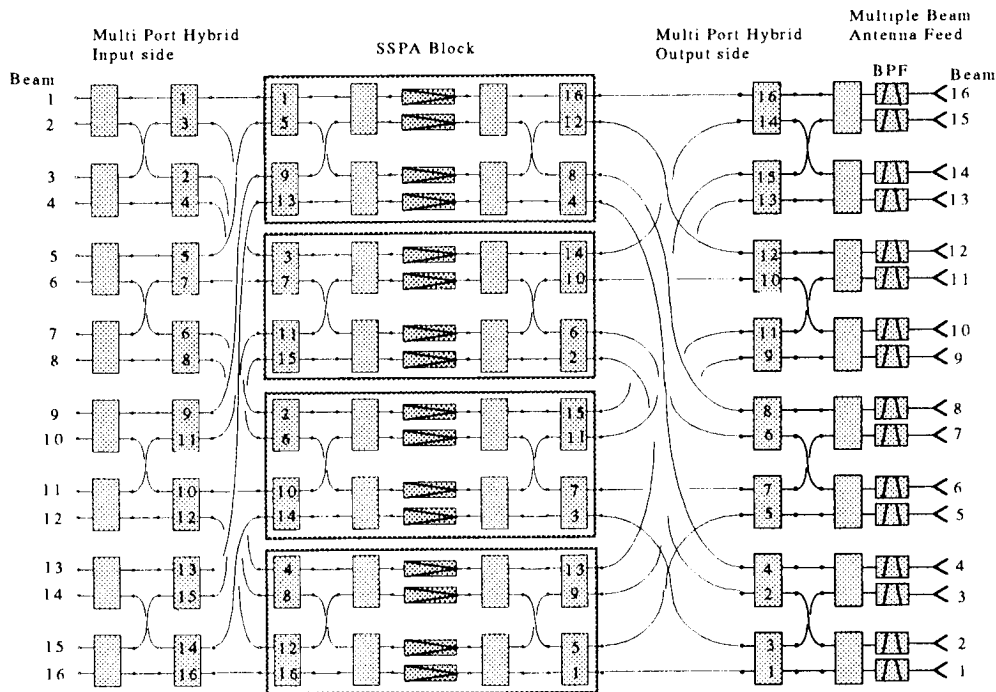 Multi Port Hybrid
Input side
SSPA Block
Multi Port Hybrid
Output side
Multiple Beam
Antenna Feed
Beam BPF Beam
1 1 1 16 16 16
2 3 5 12 14 15
3 2 9 8 15 14
4 4 13 4 13 13
5 5 3 14 12 12
6 7 7 10 10 11
7 6 11 6 11 10
8 8 15 2 9 9
9 9 2 15 8 8
10 11 6 11 6 7
11 10 10 7 7 6
12 12 14 3 5 5
13 13 4 13 4 4
14 15 8 9 2 3
15 14 12 5 3 2
16 16 16 1 1 1